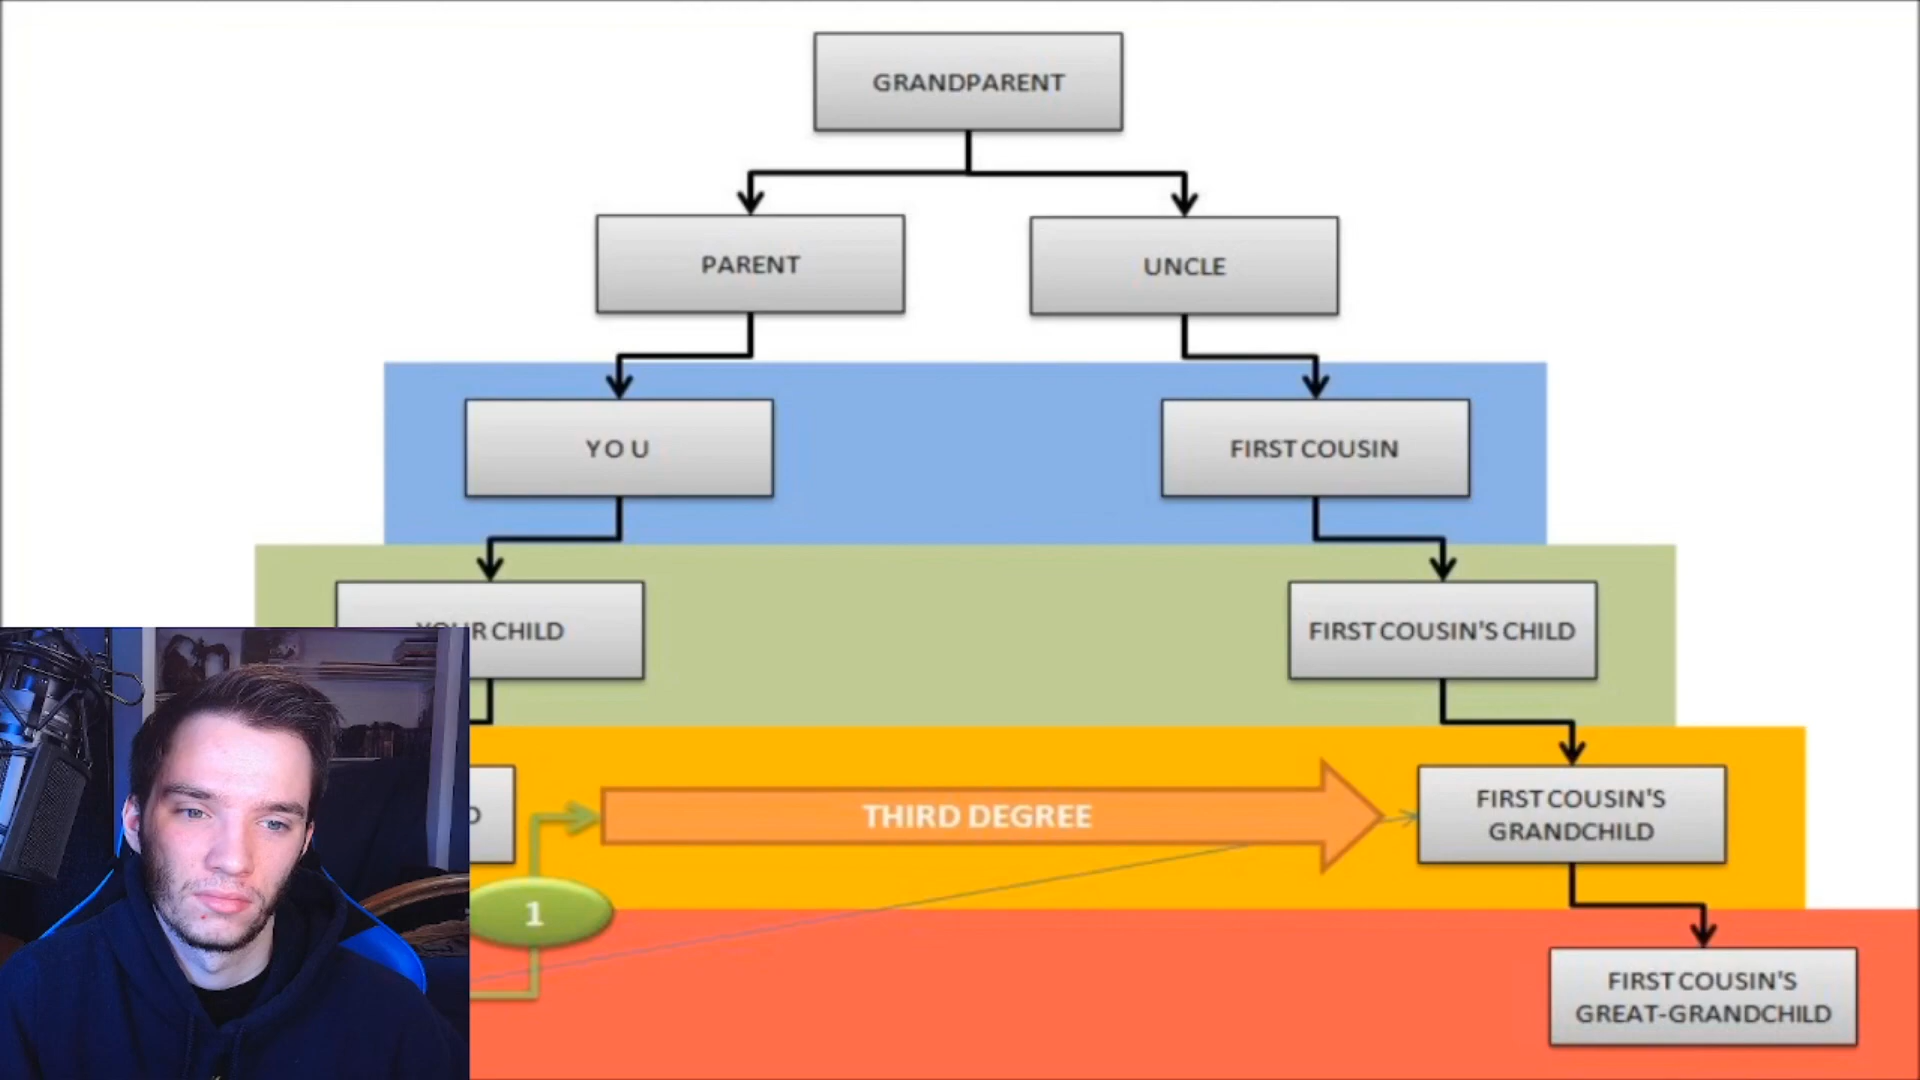 GRANDPARENT
PARENT
UNCLE
Y O U
FIRST COUSIN
YOUR CHILD
FIRST COUSIN'S CHILD
THIRD DEGREE
FIRST COUSIN'S
GRANDCHILD
1
FIRST COUSIN'S
GREAT-GRANDCHILD